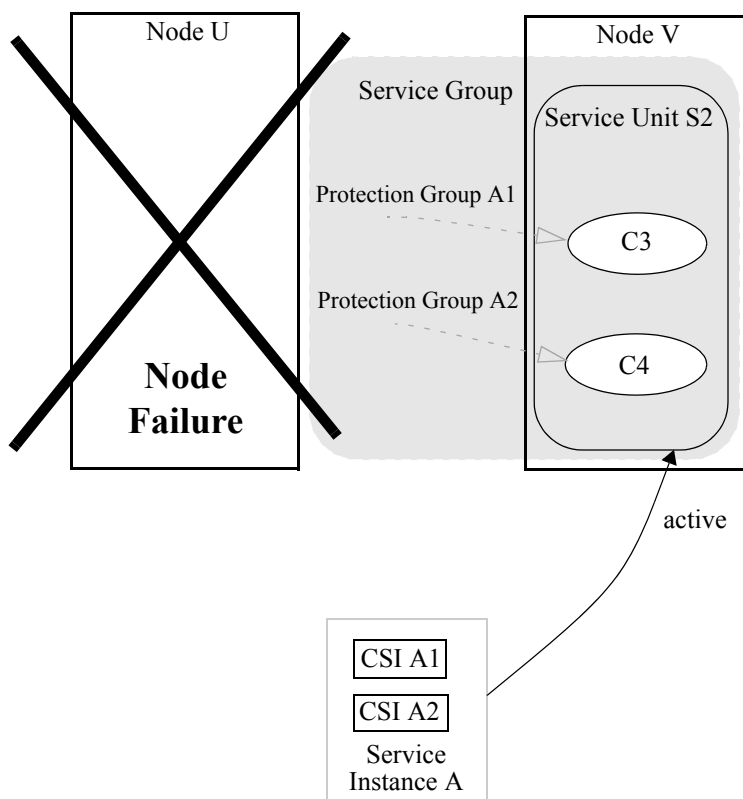 Node U
Node V
Service Group
Service Unit S2
Protection Group A1
C3
Protection Group A2
C4
Node
Failure
active
CSI A1
CSI A2
Service
Instance A